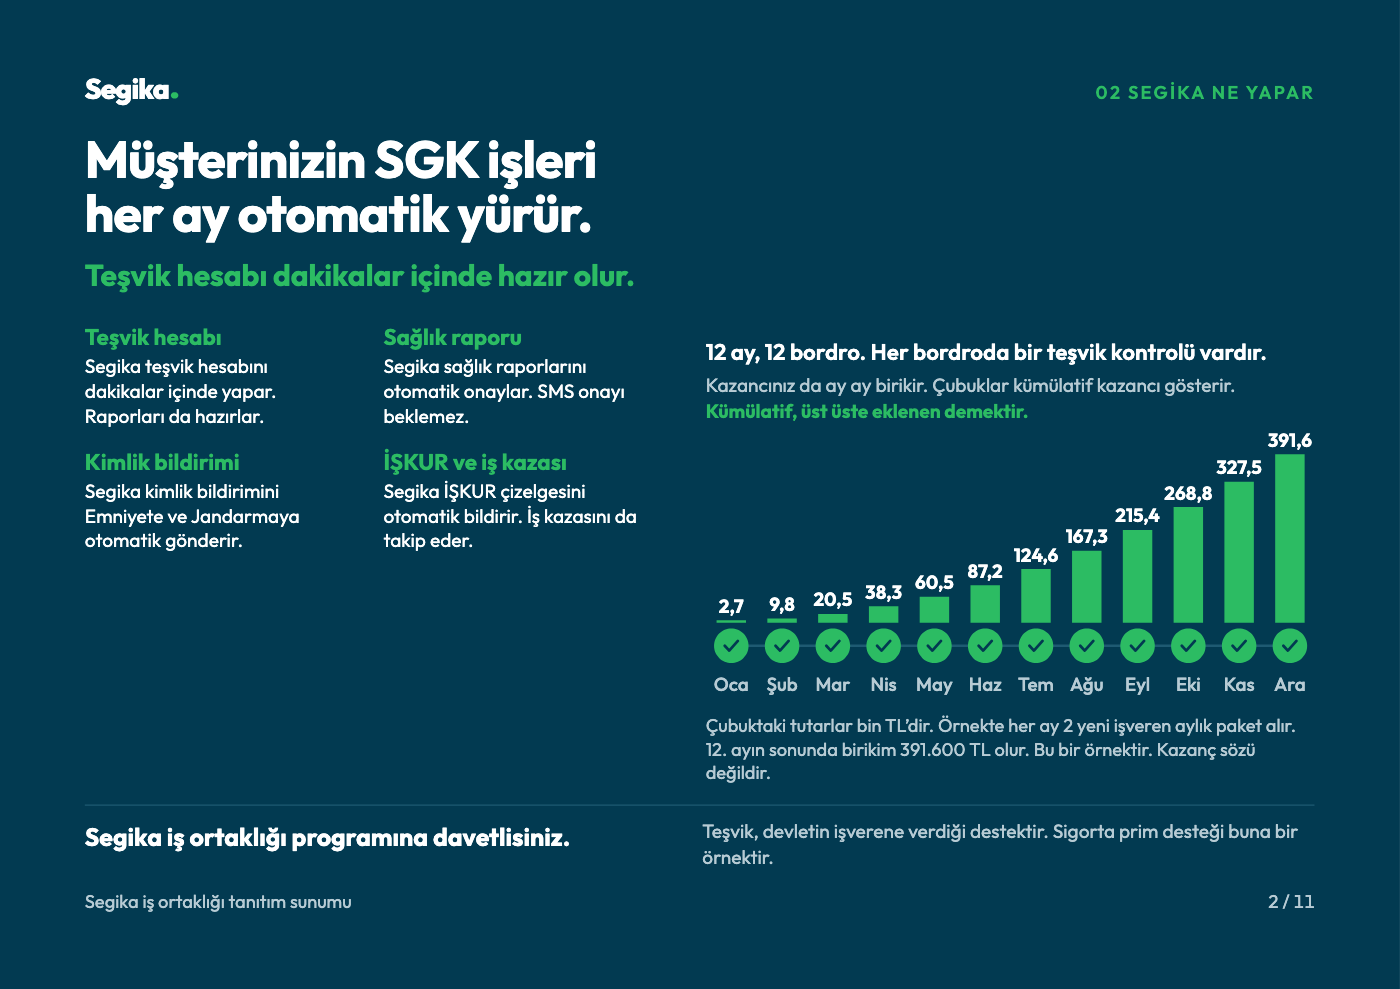 Segika.
02 SEGİKA NE YAPAR
Müşterinizin SGK işleri
her ay otomatik yürür.
Teşvik hesabı dakikalar içinde hazır olur.
Teşvik hesabı
Segika teşvik hesabını
dakikalar içinde yapar.
Raporları da hazırlar.
Sağlık raporu
Segika sağlık raporlarını
otomatik onaylar. SMS onayı
beklemez.
Kimlik bildirimi
Segika kimlik bildirimini
Emniyete ve Jandarmaya
otomatik gönderir.
İŞKUR ve iş kazası
Segika İŞKUR çizelgesini
otomatik bildirir. İş kazasını da
takip eder.
12 ay, 12 bordro. Her bordroda bir teşvik kontrolü vardır.
Kazancınız da ay ay birikir. Çubuklar kümülatif kazancı gösterir.
Kümülatif, üst üste eklenen demektir.
2,7 9,8 20,5 38,3 60,5 87,2 124,6 167,3 215,4 268,8 327,5 391,6
Oca Şub Mar Nis May Haz Tem Ağu Eyl Eki Kas Ara
Çubuktaki tutarlar bin TL’dir. Örnekte her ay 2 yeni işveren aylık paket alır.
12. ayın sonunda birikim 391.600 TL olur. Bu bir örnektir. Kazanç sözü
değildir.
Segika iş ortaklığı programına davetlisiniz.
Teşvik, devletin işverene verdiği destektir. Sigorta prim desteği buna bir
örnektir.
Segika iş ortaklığı tanıtım sunumu
2 / 11